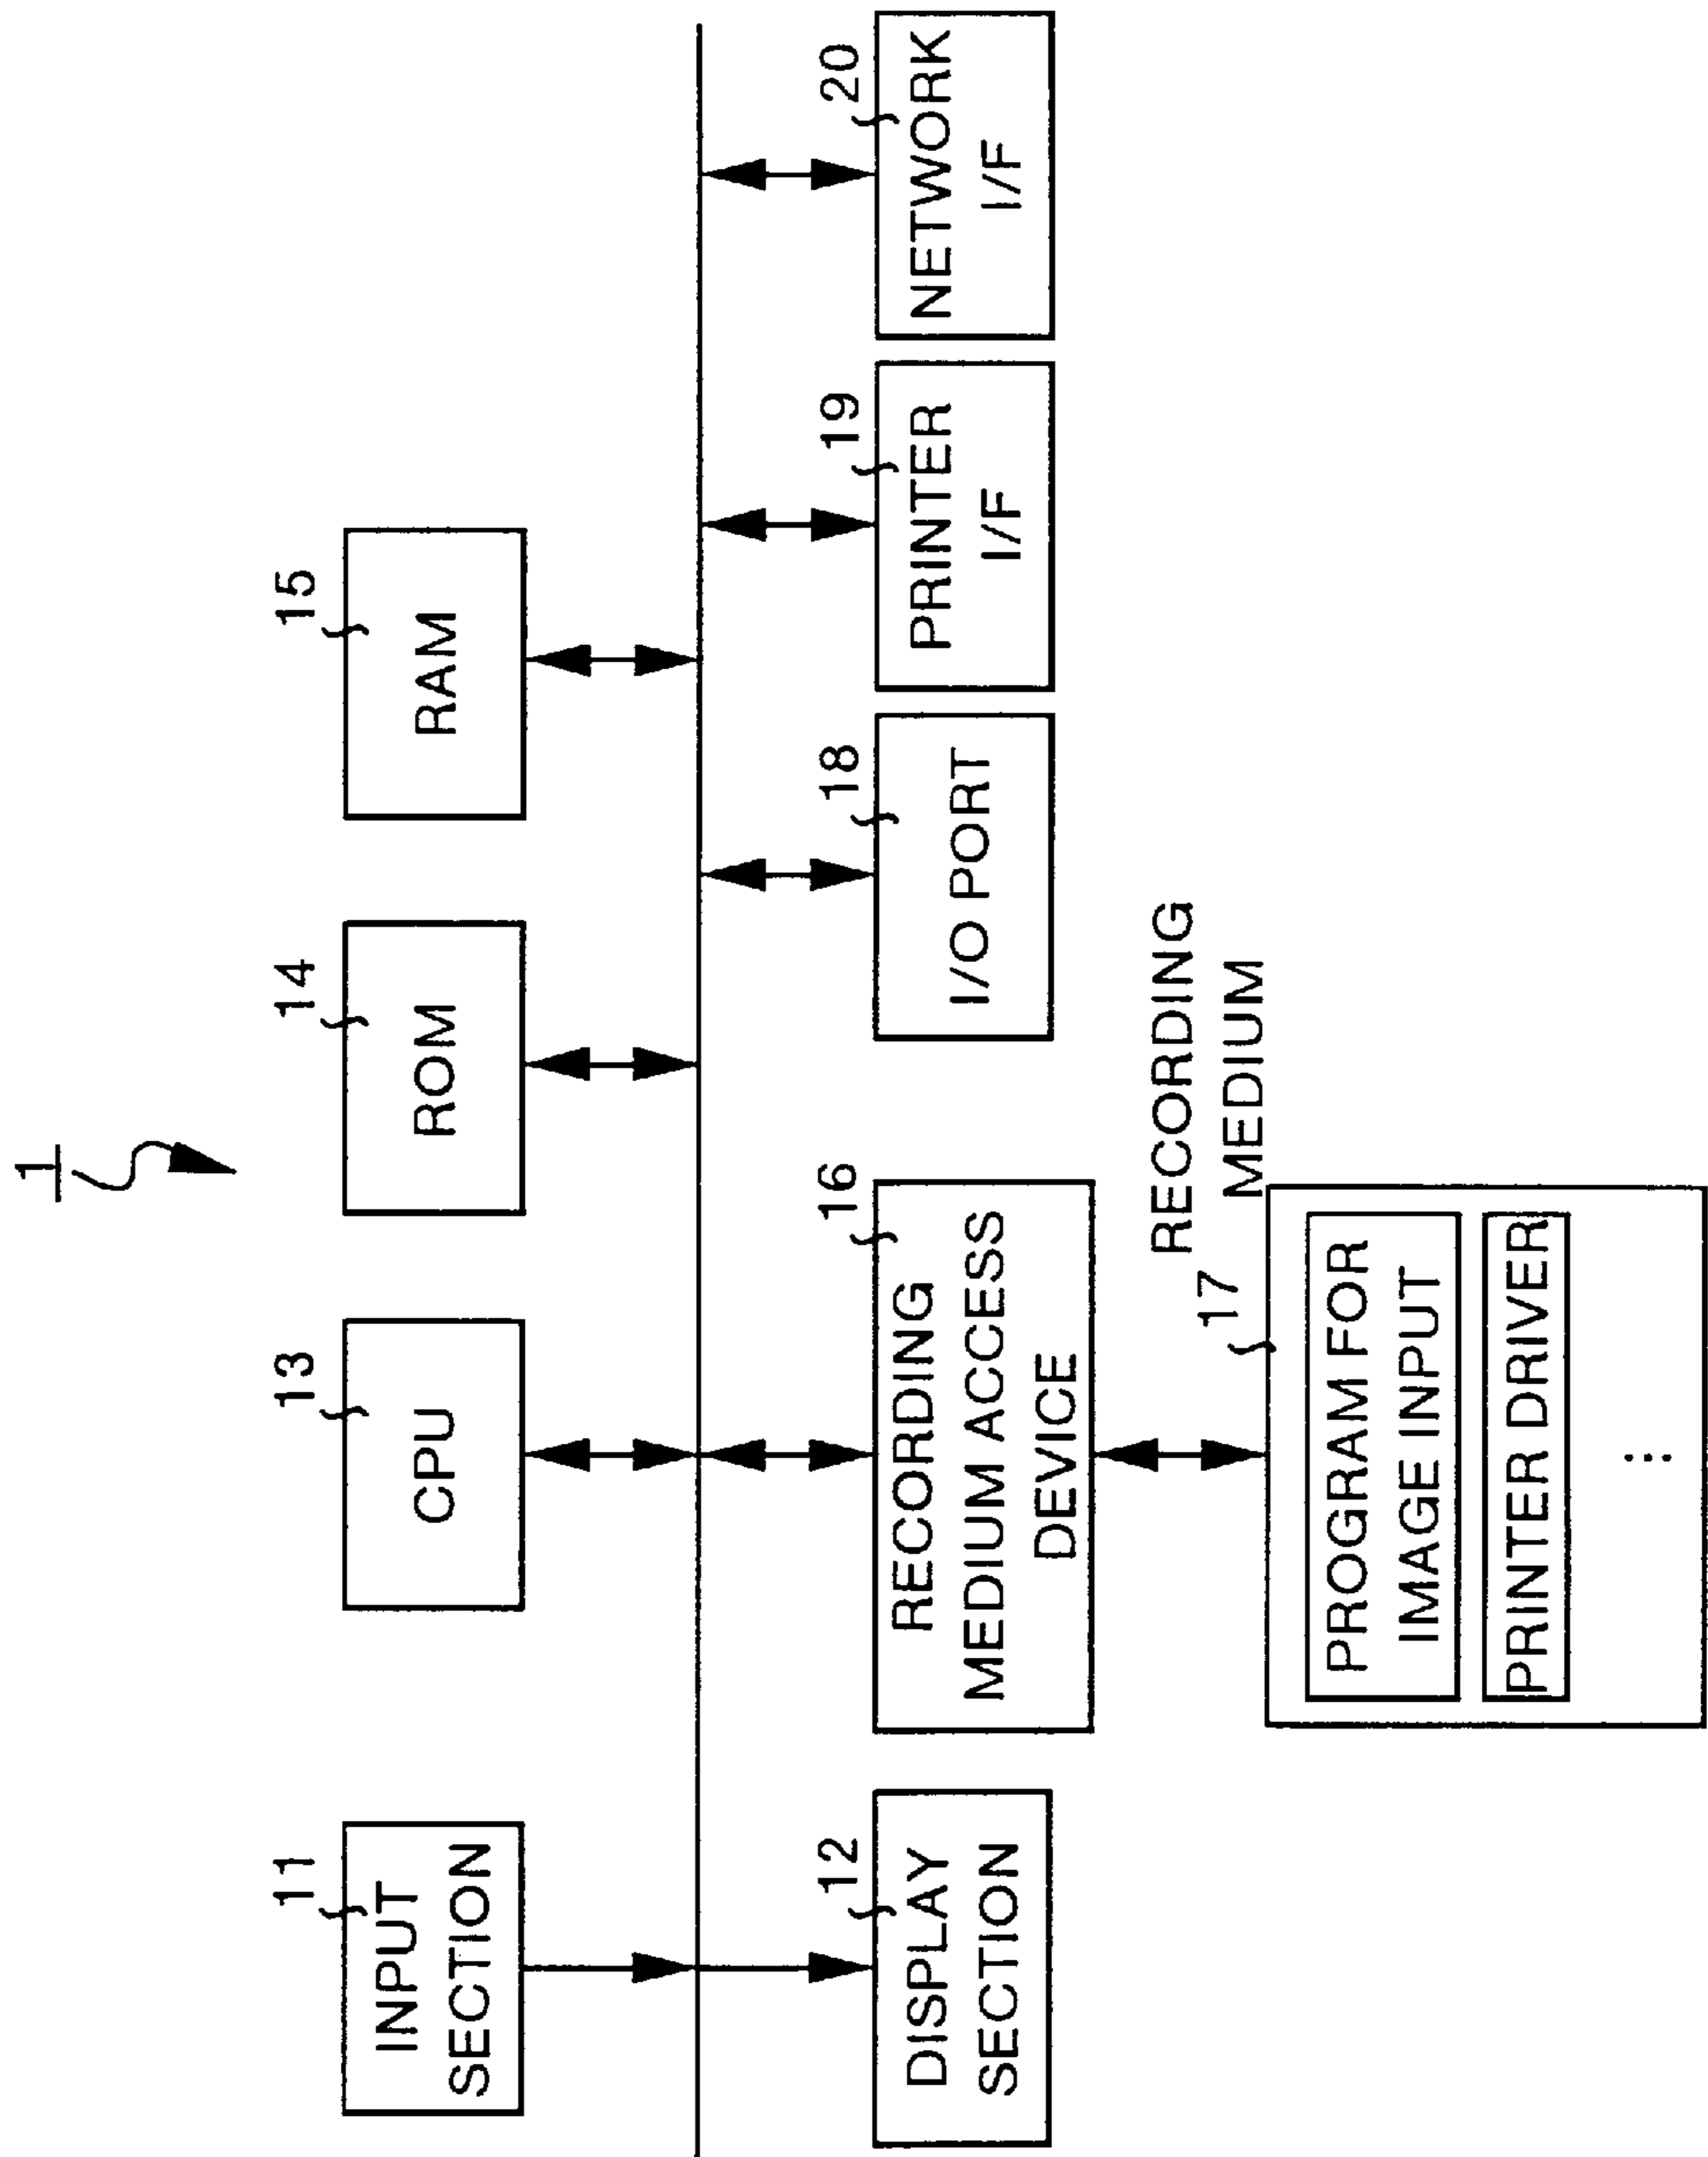 1
11
INPUT
SECTION
13
CPU
14
ROM
15
RAM
12
DISPLAY
SECTION
16
RECORDING
MEDIUM ACCESS
DEVICE
18
I/O PORT
19
PRINTER
I/F
20
NETWORK
I/F
17
RECORDING
MEDIUM
PROGRAM FOR
IMAGE INPUT
PRINTER DRIVER
⋮